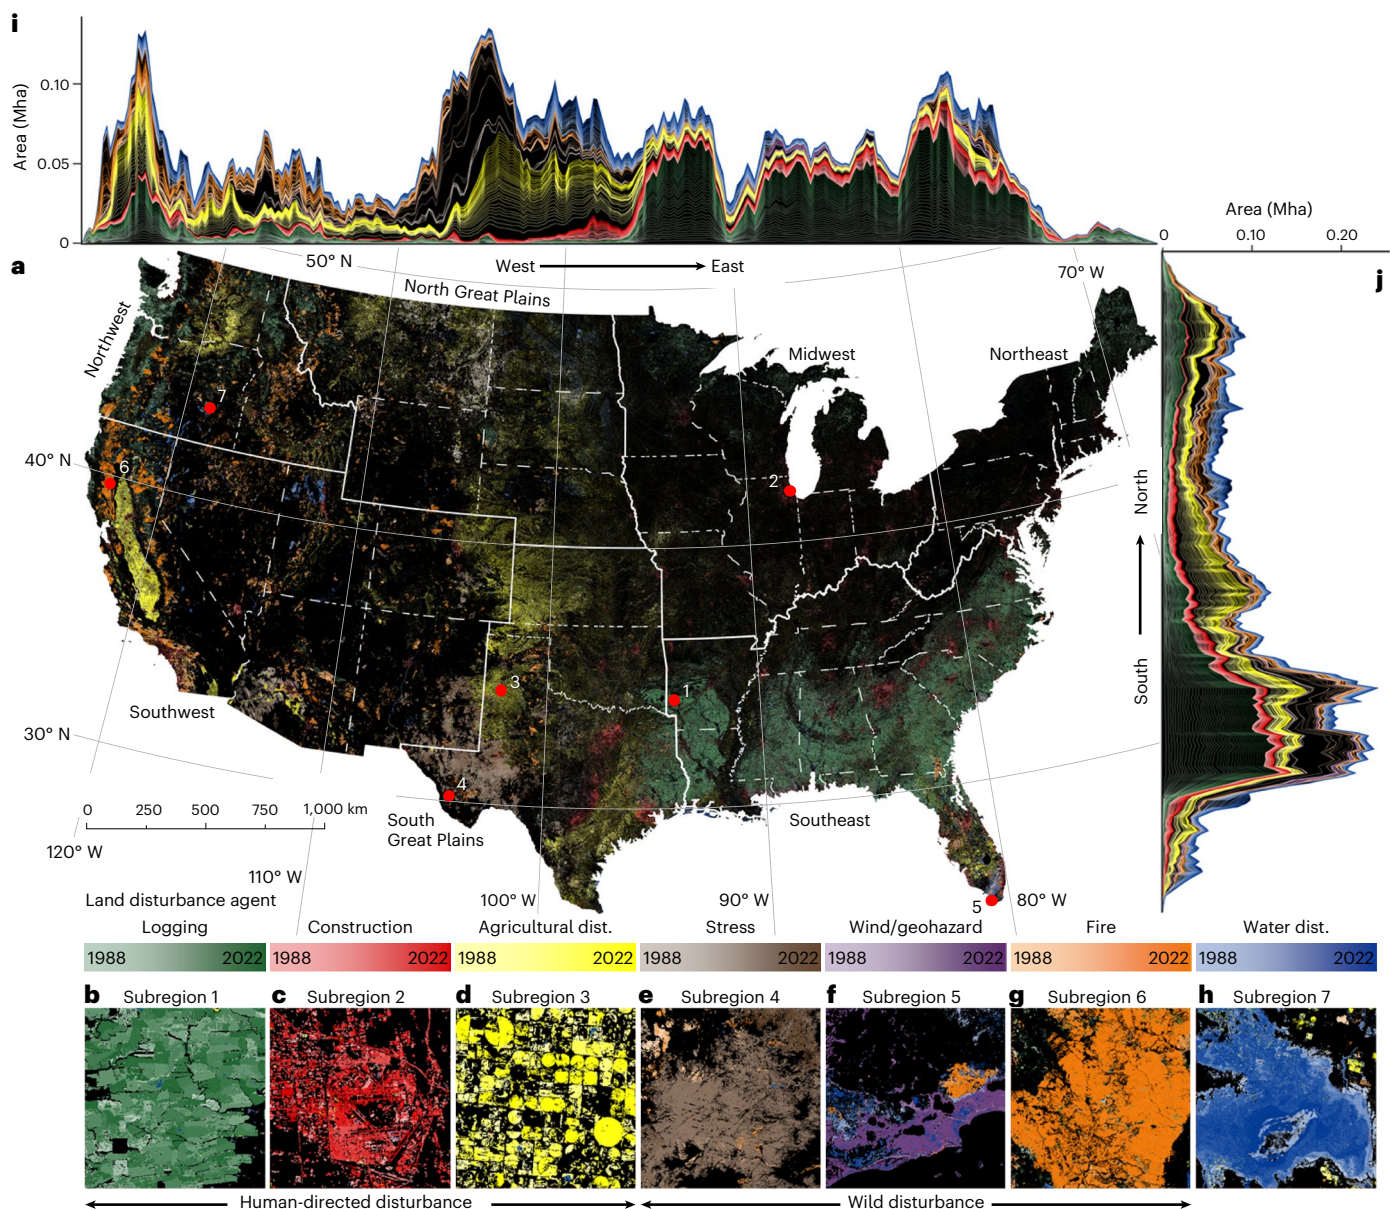 i
Area (Mha)
0.10
0.05
0
Area (Mha)
0 0.10 0.20
j
a
50° N
West East
70° W
North Great Plains
Northwest
Midwest
Northeast
7
40° N
6
2
North
South
3
1
Southwest
30° N
4
0 250 500 750 1,000 km
South
Great Plains
Southeast
120° W
110° W
100° W
90° W
5
80° W
Land disturbance agent
Logging Construction Agricultural dist. Stress Wind/geohazard Fire Water dist.
1988 2022 1988 2022 1988 2022 1988 2022 1988 2022 1988 2022 1988 2022
b Subregion 1 c Subregion 2 d Subregion 3 e Subregion 4 f Subregion 5 g Subregion 6 h Subregion 7
Human-directed disturbance Wild disturbance